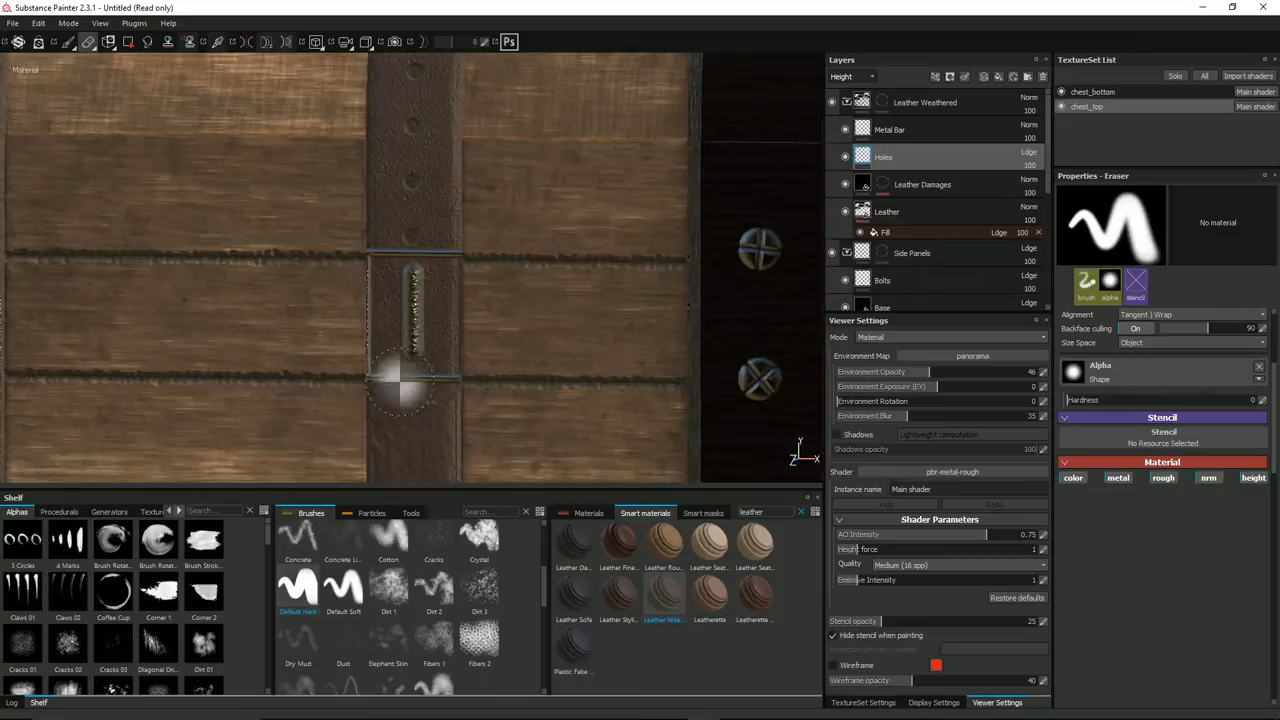 Substance Painter 2.3.1 - Untitled (Read only)
File Edit Mode View Plugins Help
8
Ps
Material
Y
Z X
Layers
Height
Leather Weathered Norm 100
Metal Bar Norm 100
Holes Ldge 100
Leather Damages Norm 100
Leather Norm 100
Fill Ldge 100
Side Panels Ldge 100
Bolts Ldge 100
Base Ldge
Viewer Settings
Mode Material
Environment Map panorama
Environment Opacity 46
Environment Exposure (EV) 0
Environment Rotation 0
Environment Blur 35
Shadows Lightweight computation
Shadows opacity 100
Shader pbr-metal-rough
Instance name Main shader
Undo Redo
Shader Parameters
AO Intensity 0.75
Height force 1
Quality Medium (16 spp)
Emissive Intensity 1
Restore defaults
Stencil opacity 25
Hide stencil when painting
Projection preview channel
Wireframe
Wireframe opacity 40
TextureSet Settings Display Settings Viewer Settings
TextureSet List
Solo All Import shaders
chest_bottom Main shader
chest_top Main shader
Properties - Eraser
No material
brush alpha stencil
Alignment Tangent | Wrap
Backface culling On 90
Size Space Object
Alpha
Shape
Hardness 0
Stencil
Stencil
No Resource Selected
Material
color metal rough nrm height
Shelf
Alphas Procedurals Generators Textur Search...
3 Circles 4 Marks Brush Rotat... Brush Rotat... Brush Strok...
Claws 01 Claws 02 Coffee Cup Corner 1 Corner 2
Cracks 01 Cracks 02 Cracks 03 Diagonal Dri... Dirt 01
Brushes Particles Tools Search...
Concrete Concrete Li... Cotton Cracks Crystal
Default Hard Default Soft Dirt 1 Dirt 2 Dirt 3
Dry Mud Dust Elephant Skin Fibers 1 Fibers 2
Materials Smart materials Smart masks leather
Leather Da... Leather Fine... Leather Rou... Leather Seat... Leather Seat...
Leather Sofa Leather Styli... Leather Wea... Leatherette Leatherette ...
Plastic Fake ...
Log Shelf